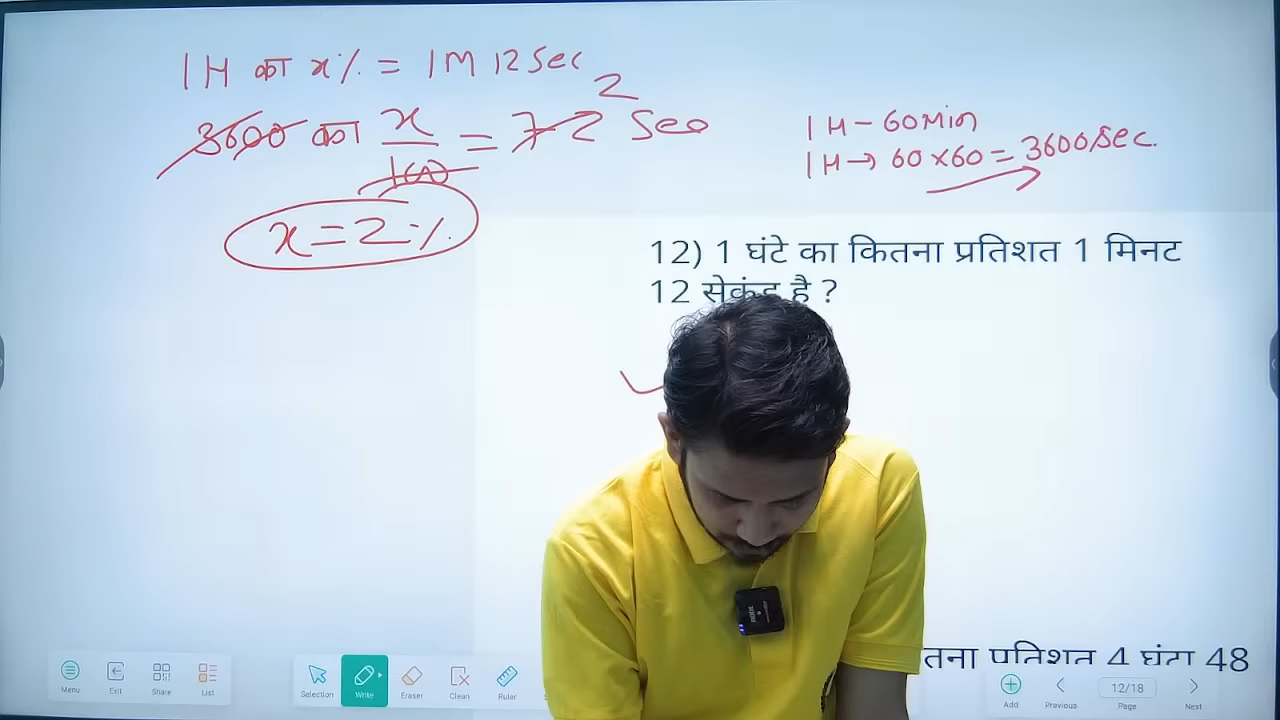 1H का x% = 1M 12Sec
3600 का x/100 = 72 Sec
2
x=2%
1H-60Min
1H→60×60=3600Sec.
12) 1 घंटे का कितना प्रतिशत 1 मिनट
12 सेकंड है ?
तना प्रतिशत 4 घंटा 48
Menu Exit Share List Selection Write Eraser Clean Ruler Add Previous 12/18 Page Next